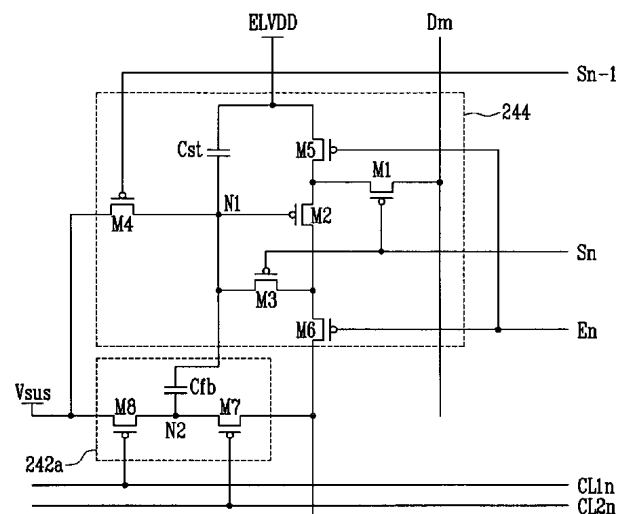 ELVDD
Dm
Sn-1
244
Cst
M5
M1
N1
M2
M4
Sn
M3
M6
En
Vsus
Cfb
M8
M7
N2
242a
CL1n
CL2n